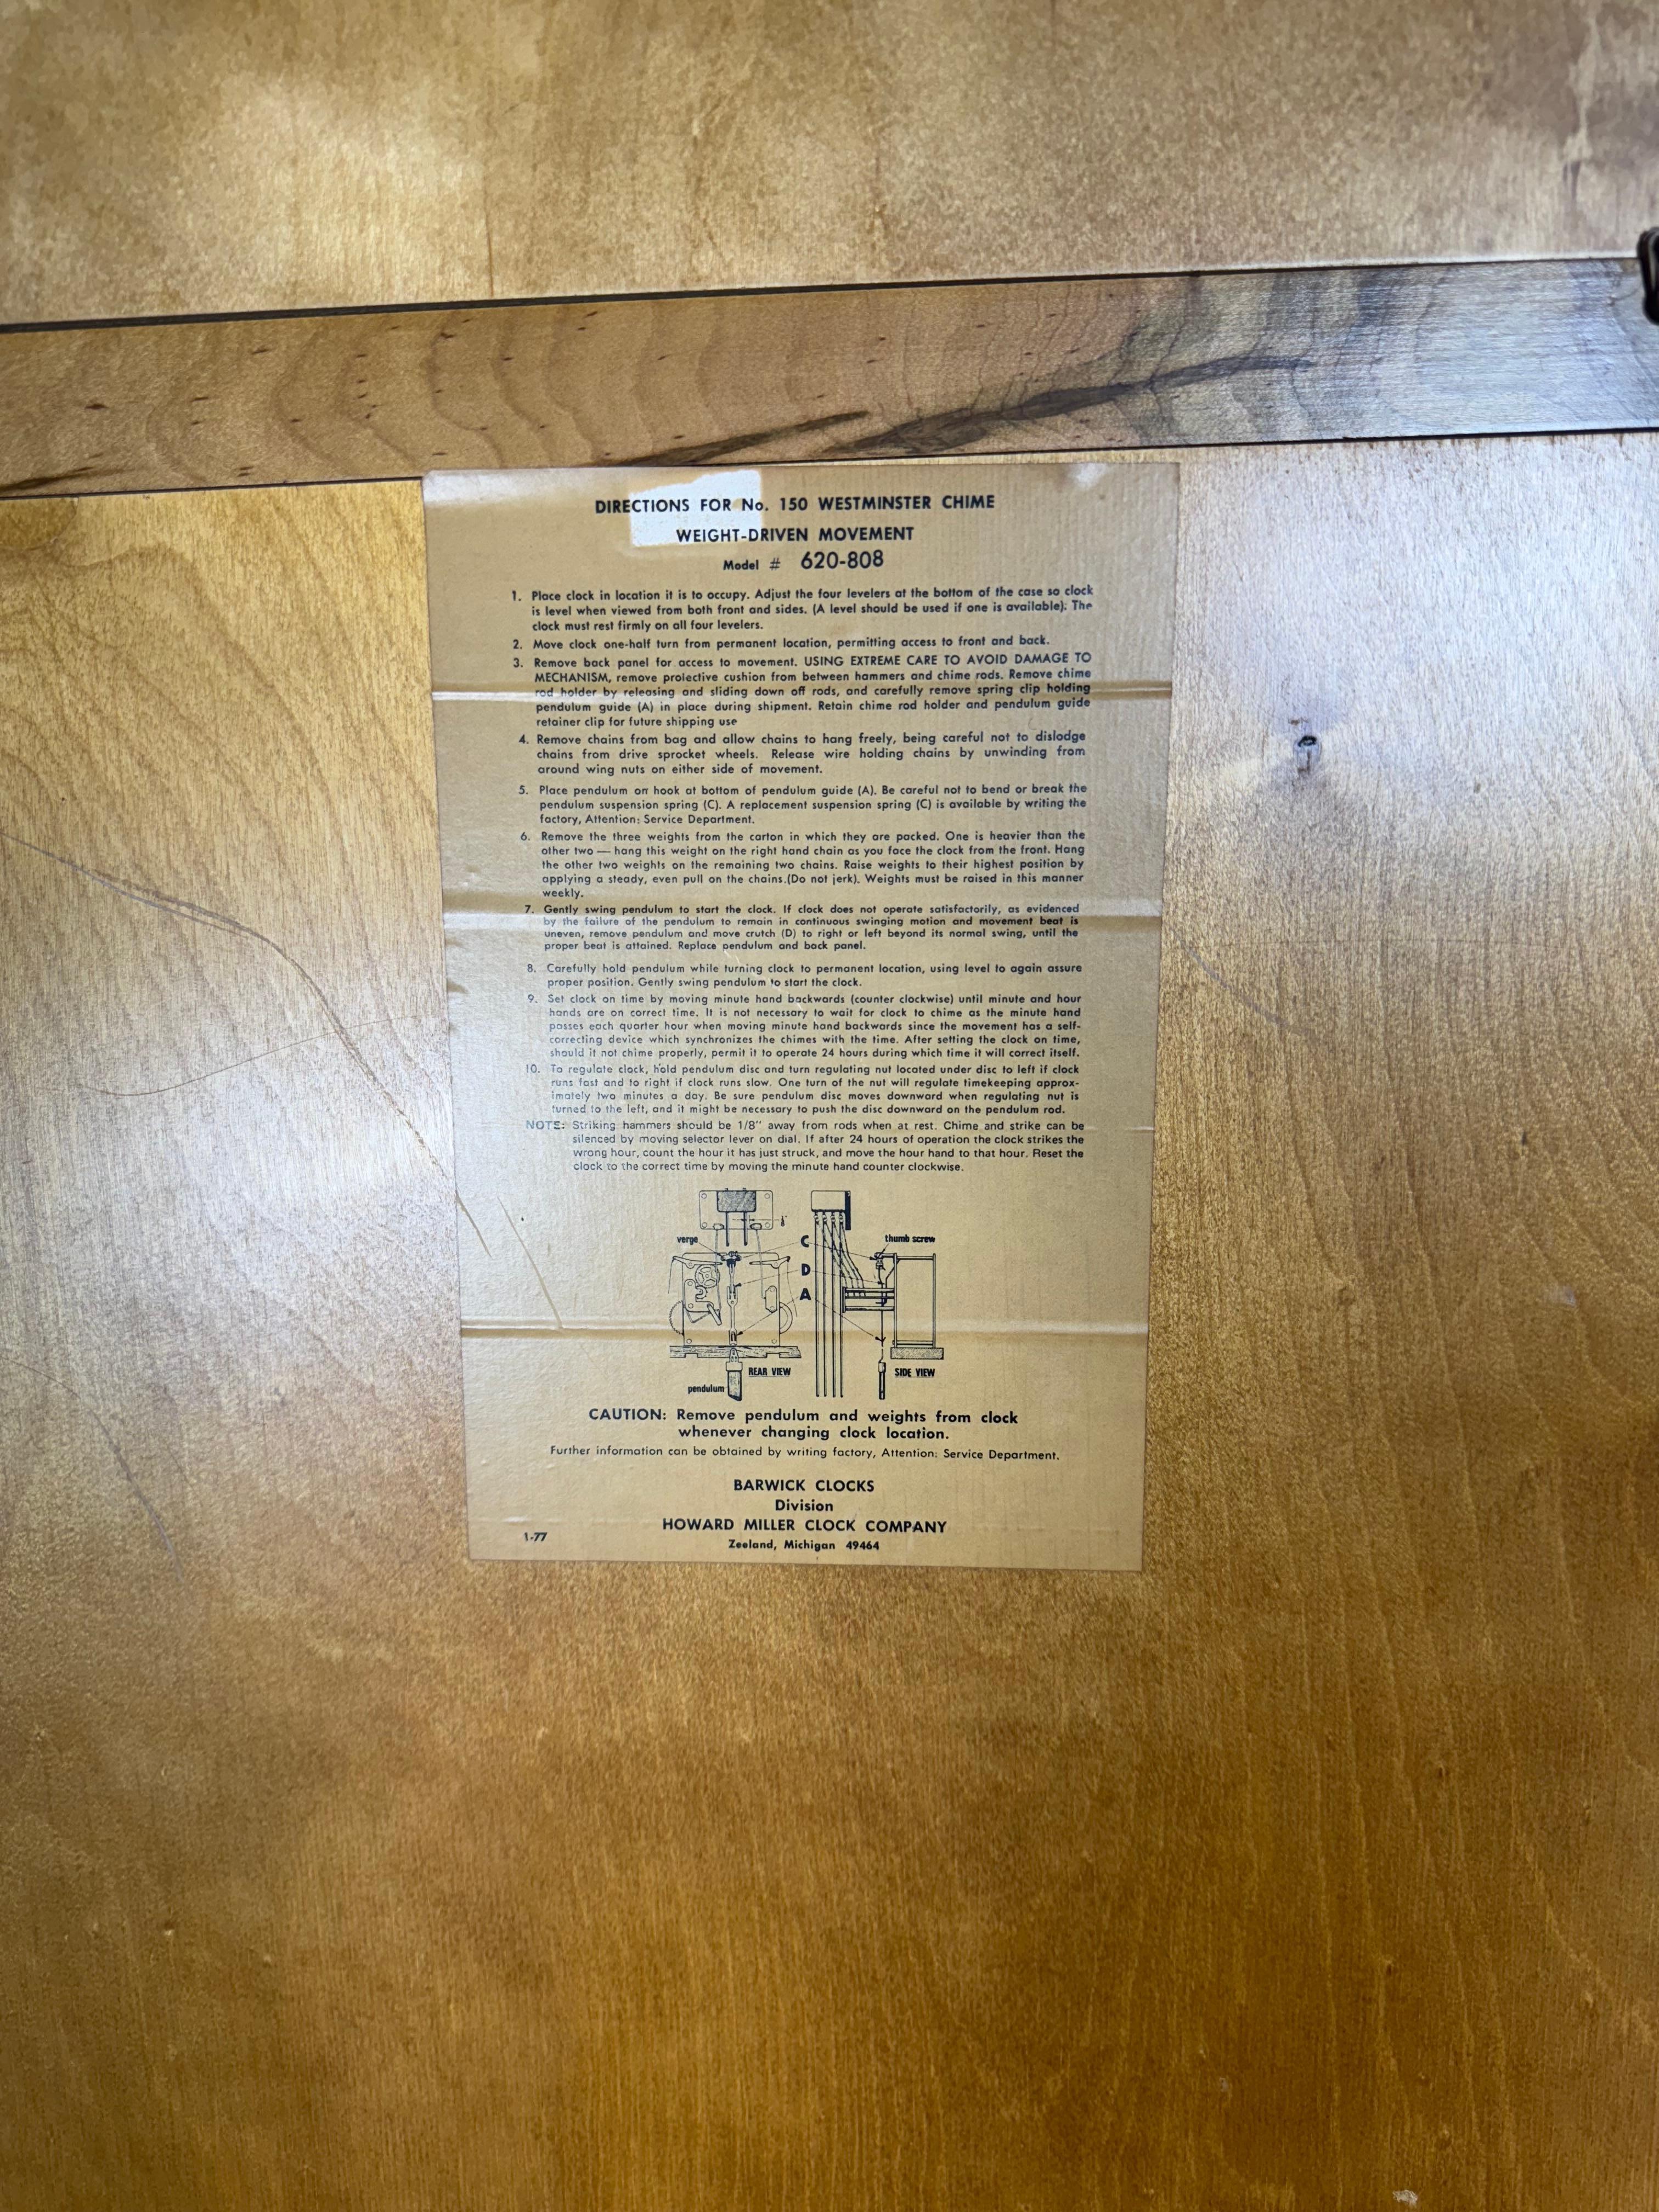 DIRECTIONS FOR No. 150 WESTMINSTER CHIME
WEIGHT-DRIVEN MOVEMENT
Model # 620-808
1. Place clock in location it is to occupy. Adjust the four levelers at the bottom of the case so clock
is level when viewed from both front and sides. (A level should be used if one is available). The
clock must rest firmly on all four levelers.
2. Move clock one-half turn from permanent location, permitting access to front and back.
3. Remove back panel for access to movement. USING EXTREME CARE TO AVOID DAMAGE TO
MECHANISM, remove protective cushion from between hammers and chime rods. Remove chime
rod holder by releasing and sliding down off rods, and carefully remove spring clip holding
pendulum guide (A) in place during shipment. Retain chime rod holder and pendulum guide
retainer clip for future shipping use
4. Remove chains from bag and allow chains to hang freely, being careful not to dislodge
chains from drive sprocket wheels. Release wire holding chains by unwinding from
around wing nuts on either side of movement.
5. Place pendulum on hook at bottom of pendulum guide (A). Be careful not to bend or break the
pendulum suspension spring (C). A replacement suspension spring (C) is available by writing the
factory, Attention: Service Department.
6. Remove the three weights from the carton in which they are packed. One is heavier than the
other two — hang this weight on the right hand chain as you face the clock from the front. Hang
the other two weights on the remaining two chains. Raise weights to their highest position by
applying a steady, even pull on the chains.(Do not jerk). Weights must be raised in this manner
weekly.
7. Gently swing pendulum to start the clock. If clock does not operate satisfactorily, as evidenced
by the failure of the pendulum to remain in continuous swinging motion and movement beat is
uneven, remove pendulum and move crutch (D) to right or left beyond its normal swing, until the
proper beat is attained. Replace pendulum and back panel.
8. Carefully hold pendulum while turning clock to permanent location, using level to again assure
proper position. Gently swing pendulum to start the clock.
9. Set clock on time by moving minute hand backwards (counter clockwise) until minute and hour
hands are on correct time. It is not necessary to wait for clock to chime as the minute hand
passes each quarter hour when moving minute hand backwards since the movement has a self-
correcting device which synchronizes the chimes with the time. After setting the clock on time,
should it not chime properly, permit it to operate 24 hours during which time it will correct itself.
10. To regulate clock, hold pendulum disc and turn regulating nut located under disc to left if clock
runs fast and to right if clock runs slow. One turn of the nut will regulate timekeeping approx-
imately two minutes a day. Be sure pendulum disc moves downward when regulating nut is
turned to the left, and it might be necessary to push the disc downward on the pendulum rod.
NOTE: Striking hammers should be 1/8" away from rods when at rest. Chime and strike can be
silenced by moving selector lever on dial. If after 24 hours of operation the clock strikes the
wrong hour, count the hour it has just struck, and move the hour hand to that hour. Reset the
clock to the correct time by moving the minute hand counter clockwise.
verge C thumb screw
D
A
REAR VIEW SIDE VIEW
pendulum
CAUTION: Remove pendulum and weights from clock
whenever changing clock location.
Further information can be obtained by writing factory, Attention: Service Department.
BARWICK CLOCKS
Division
HOWARD MILLER CLOCK COMPANY
1-77
Zeeland, Michigan 49464